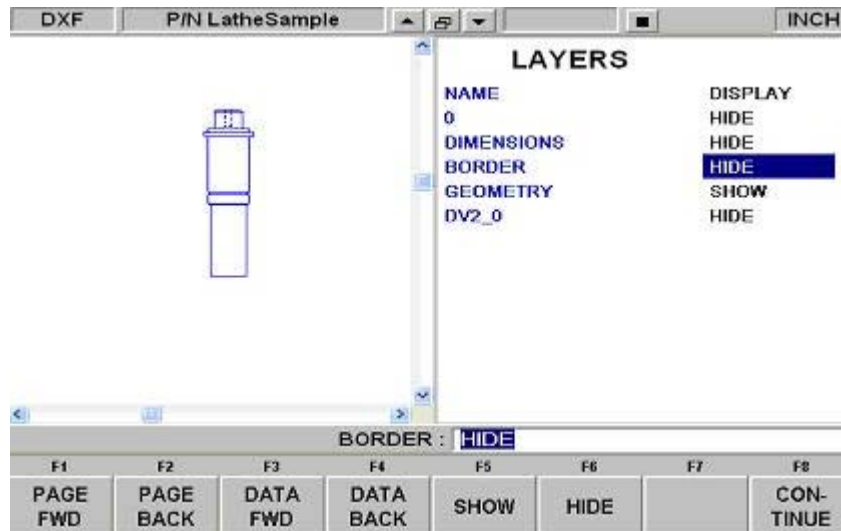 DXF P/N LatheSample INCH
LAYERS
NAME DISPLAY
0 HIDE
DIMENSIONS HIDE
BORDER HIDE
GEOMETRY SHOW
DV2_0 HIDE
BORDER : HIDE
F1 F2 F3 F4 F5 F6 F7 F8
PAGE FWD PAGE BACK DATA FWD DATA BACK SHOW HIDE CON-
TINUE